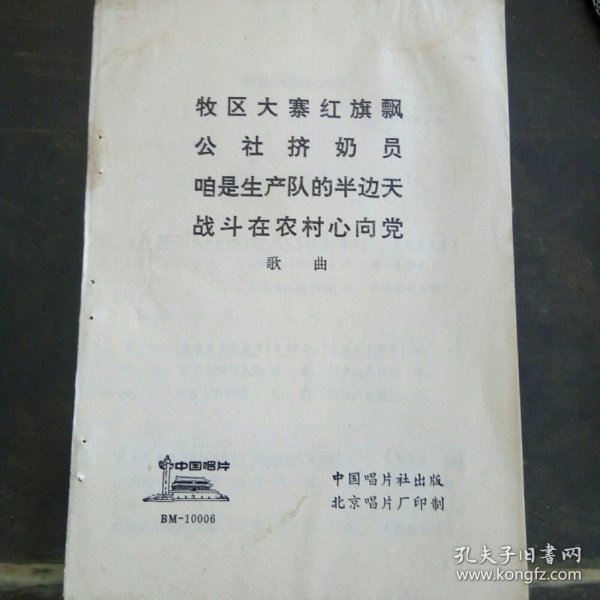 牧区大寨红旗飘
公社挤奶员
咱是生产队的半边天
战斗在农村心向党
歌曲
中国唱片
BM-10006
中国唱片社出版
北京唱片厂印制
孔夫子旧书网
www.kongfz.com